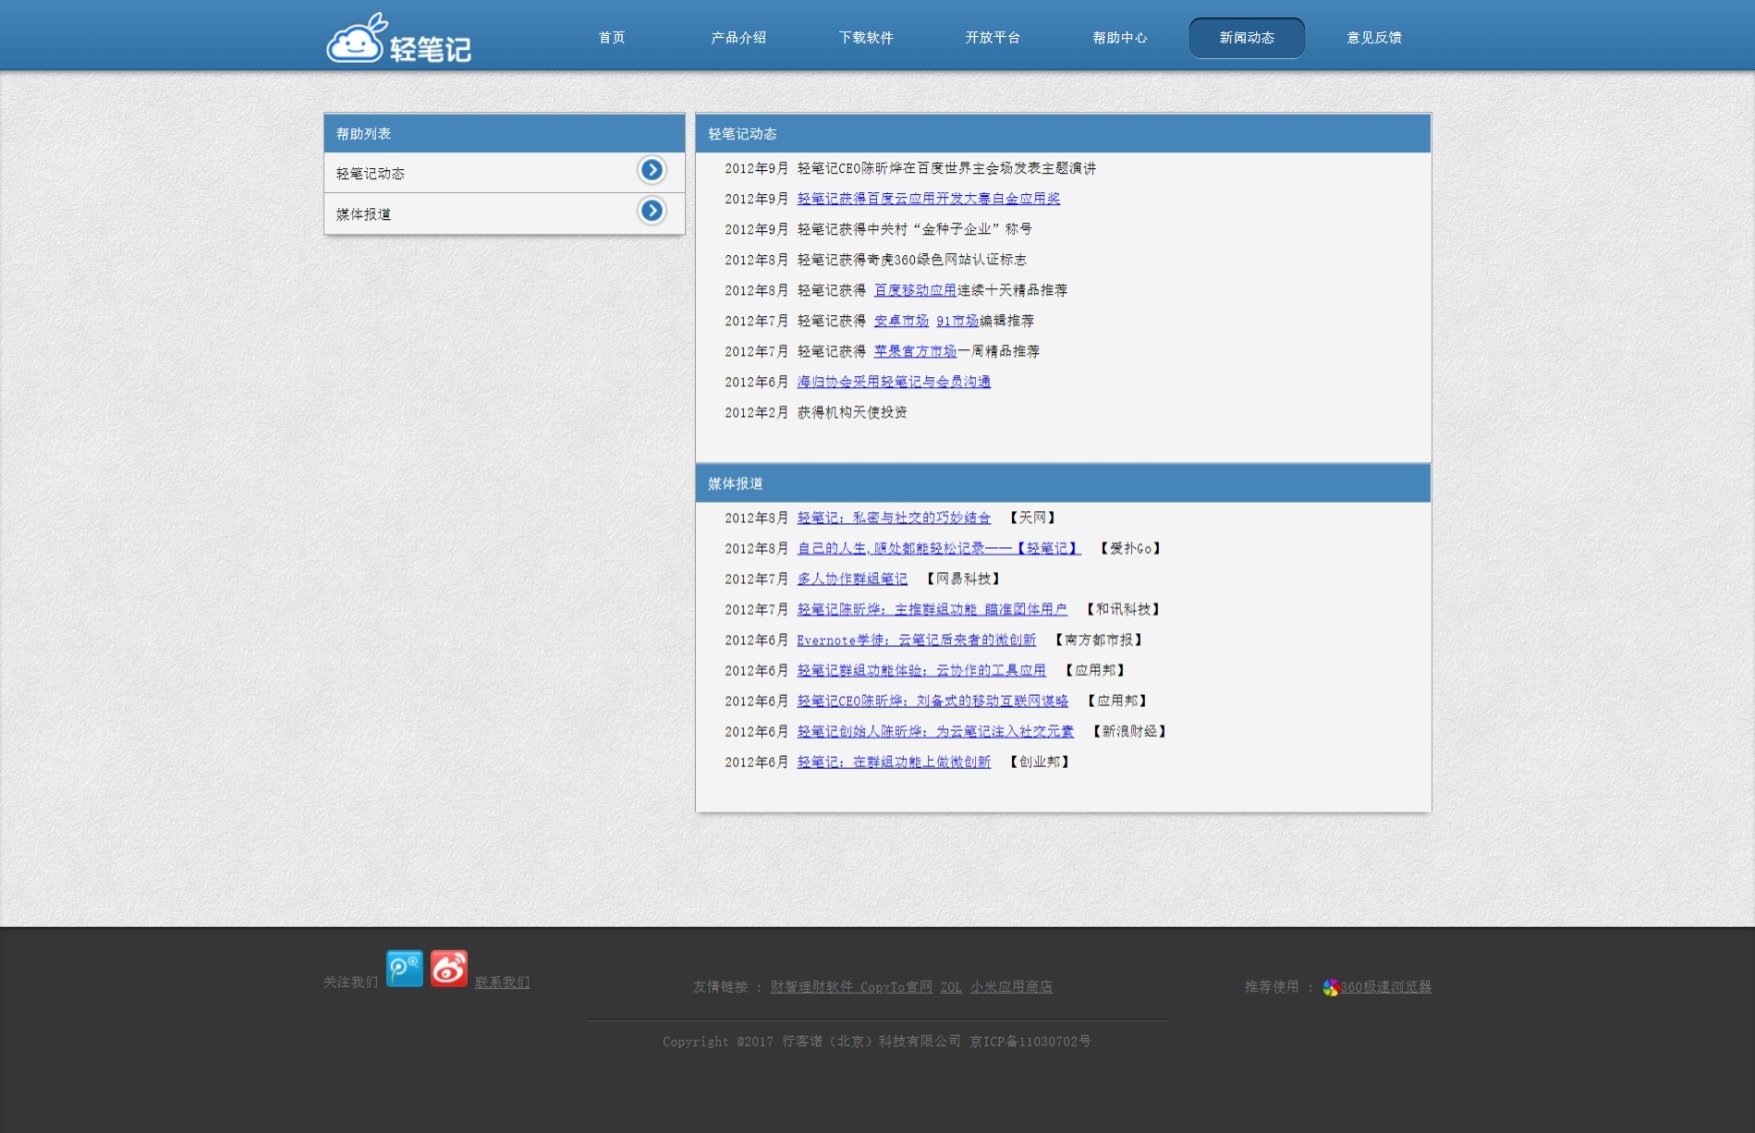 轻笔记
首页
产品介绍
下载软件
开放平台
帮助中心
新闻动态
意见反馈
帮助列表
轻笔记动态
媒体报道
轻笔记动态
2012年9月 轻笔记CEO陈昕烨在百度世界主会场发表主题演讲
2012年9月 轻笔记获得百度云应用开发大赛白金应用奖
2012年9月 轻笔记获得中关村“金种子企业”称号
2012年8月 轻笔记获得奇虎360绿色网站认证标志
2012年8月 轻笔记获得 百度移动应用连续十天精品推荐
2012年7月 轻笔记获得 安卓市场 91市场编辑推荐
2012年7月 轻笔记获得 苹果官方市场一周精品推荐
2012年6月 海归协会采用轻笔记与会员沟通
2012年2月 获得机构天使投资
媒体报道
2012年8月 轻笔记：私密与社交的巧妙结合 【天网】
2012年8月 自己的人生,随处都能轻松记录——【轻笔记】 【爱扑Go】
2012年7月 多人协作群组笔记 【网易科技】
2012年7月 轻笔记陈昕烨：主推群组功能 瞄准团体用户 【和讯科技】
2012年6月 Evernote学徒：云笔记后来者的微创新 【南方都市报】
2012年6月 轻笔记群组功能体验：云协作的工具应用 【应用邦】
2012年6月 轻笔记CEO陈昕烨：刘备式的移动互联网谋略 【应用邦】
2012年6月 轻笔记创始人陈昕烨：为云笔记注入社交元素 【新浪财经】
2012年6月 轻笔记：在群组功能上做微创新 【创业邦】
关注我们 联系我们
友情链接 : 财智理财软件 CopyTo官网 ZOL 小米应用商店
推荐使用 : 360极速浏览器
Copyright @2017 行客诺（北京）科技有限公司 京ICP备11030702号